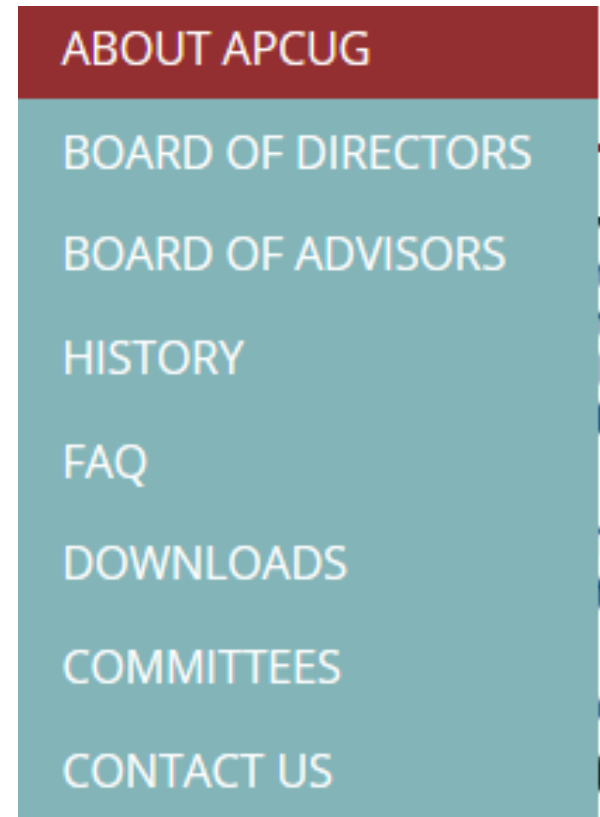 ABOUT APCUG
BOARD OF DIRECTORS
BOARD OF ADVISORS
HISTORY
FAQ
DOWNLOADS
COMMITTEES
CONTACT US